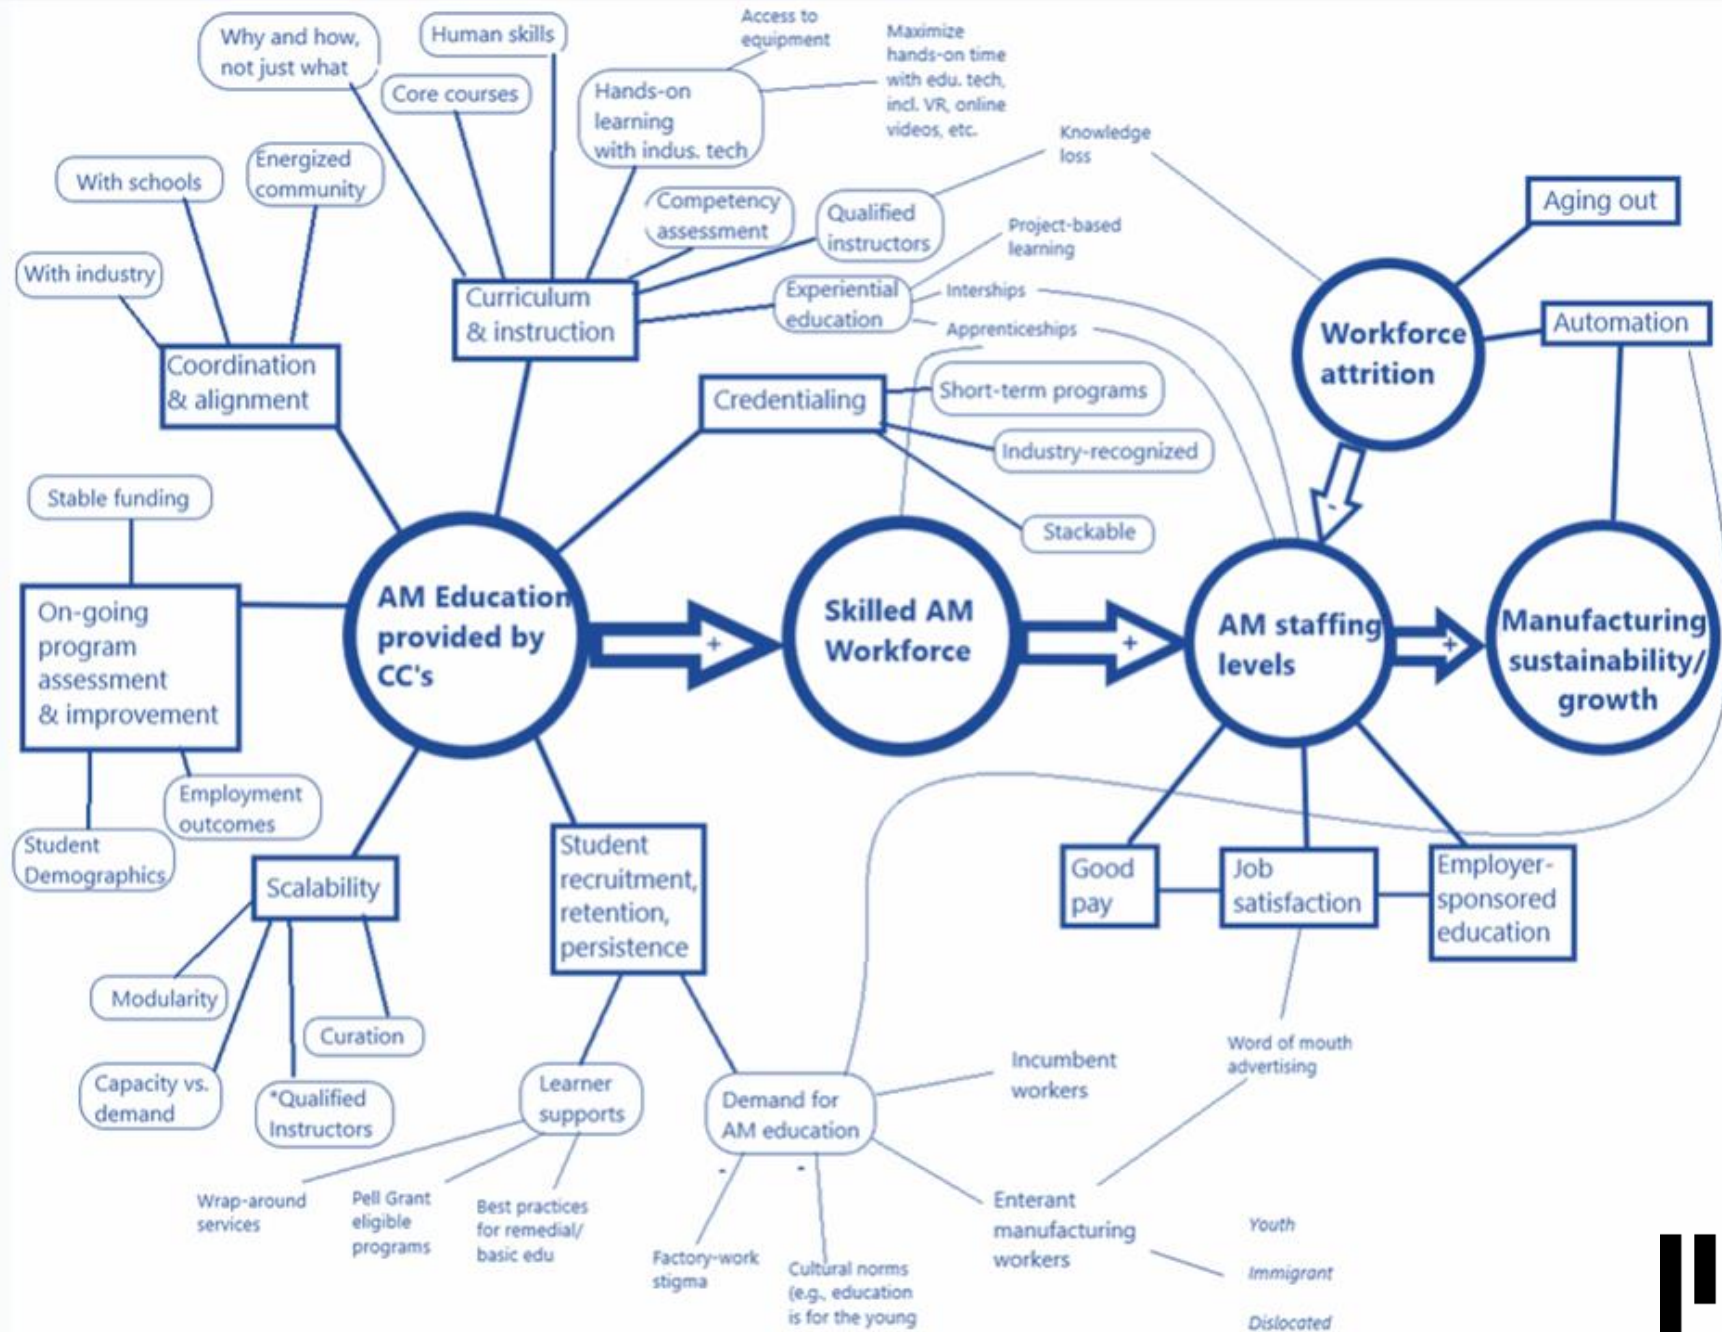 Why and how,
not just what
Human skills
Core courses
Hands-on
learning
with indus. tech
Access to
equipment
Maximize
hands-on time
with edu. tech,
incl. VR, online
videos, etc.
Knowledge
loss
With schools
Energized
community
With industry
Competency
assessment
Qualified
instructors
Project-based
learning
Experiential
education
Interships
Apprenticeships
Curriculum
& instruction
Coordination
& alignment
Credentialing
Short-term programs
Industry-recognized
Stackable
Aging out
Automation
Workforce
attrition
-
Stable funding
On-going
program
assessment
& improvement
Employment
outcomes
Student
Demographics
AM Education
provided by
CC's
+
Skilled AM
Workforce
+
AM staffing
levels
+
Manufacturing
sustainability/
growth
Scalability
Modularity
Capacity vs.
demand
*Qualified
Instructors
Curation
Student
recruitment,
retention,
persistence
Good
pay
Job
satisfaction
Employer-
sponsored
education
Learner
supports
Demand for
AM education
Incumbent
workers
Word of mouth
advertising
Wrap-around
services
Pell Grant
eligible
programs
Best practices
for remedial/
basic edu
-
-
Factory-work
stigma
Cultural norms
(e.g., education
is for the young
Enterant
manufacturing
workers
Youth
Immigrant
Dislocated